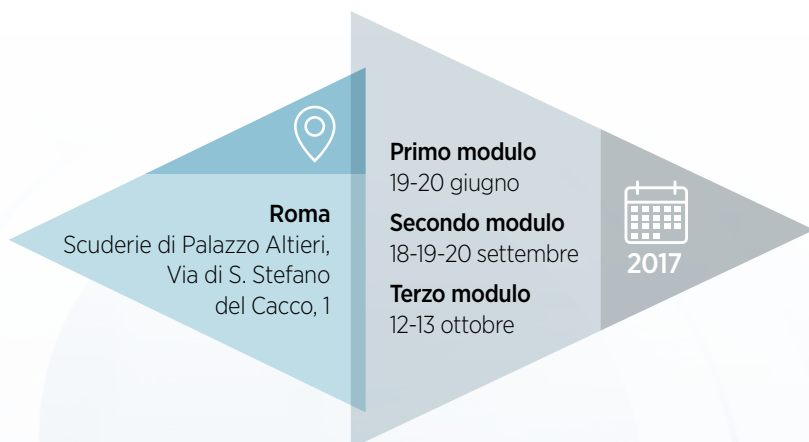 Roma
Scuderie di Palazzo Altieri,
Via di S. Stefano
del Cacco, 1
Primo modulo
19-20 giugno
Secondo modulo
18-19-20 settembre
Terzo modulo
12-13 ottobre
2017